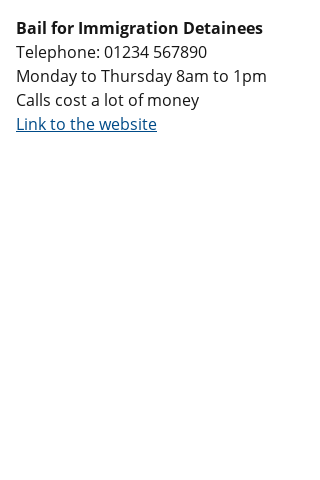 Bail for Immigration Detainees
Telephone: 01234 567890
Monday to Thursday 8am to 1pm
Calls cost a lot of money
Link to the website